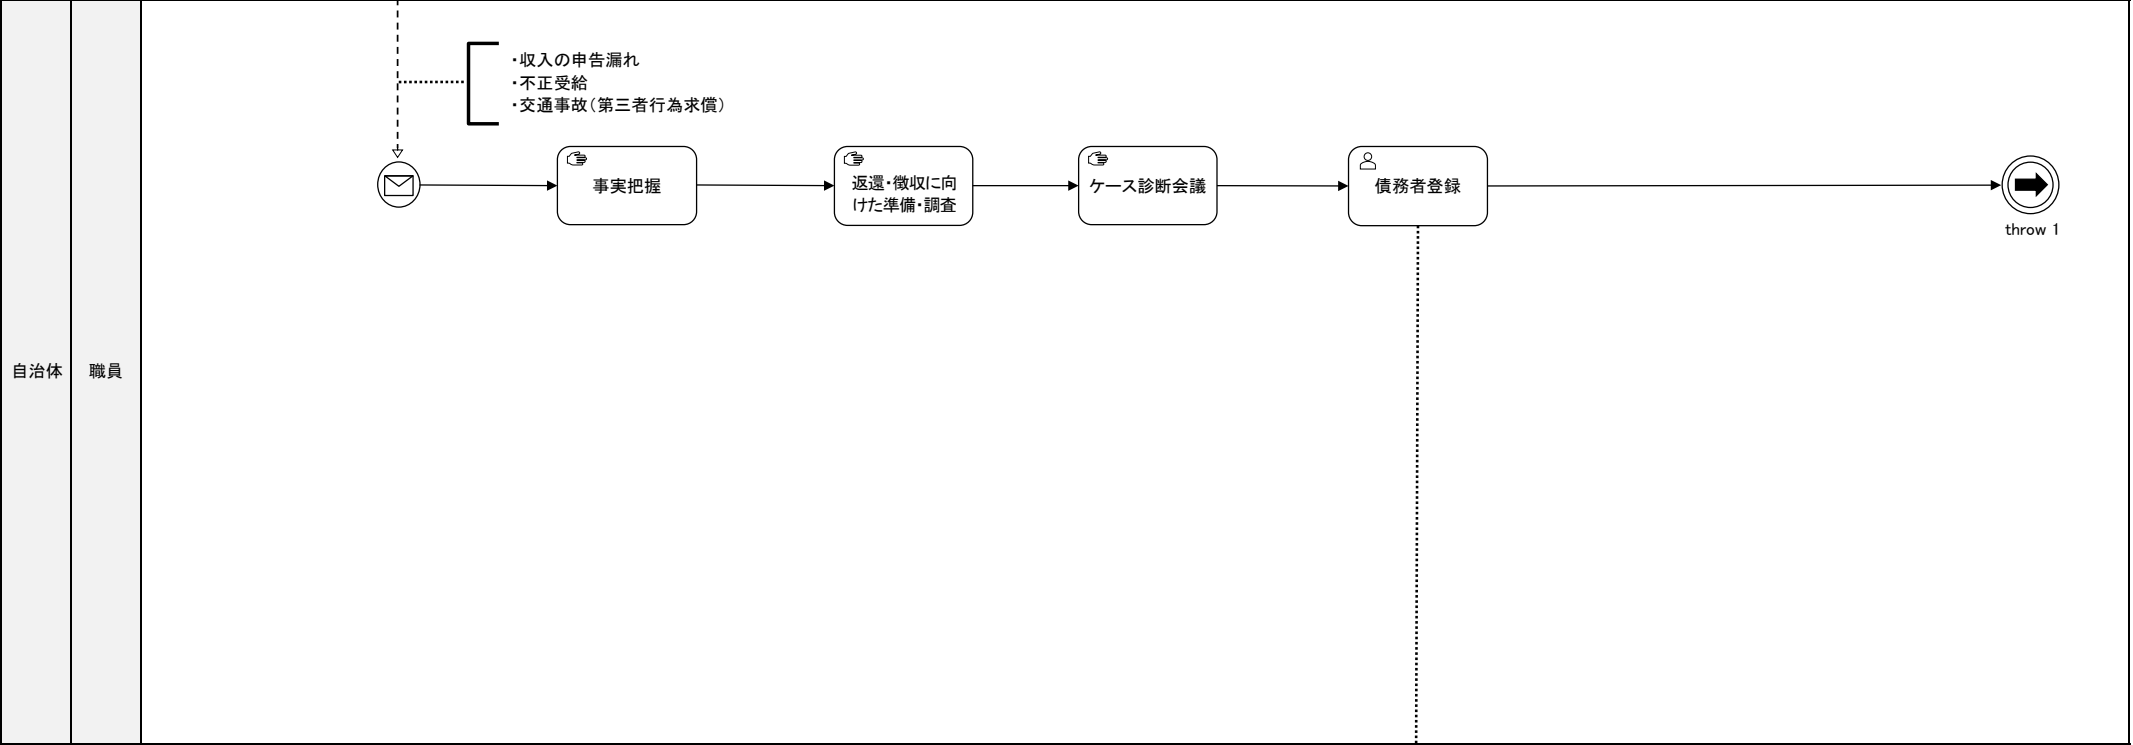 ・収入の申告漏れ
・不正受給
・交通事故（第三者行為求償）
事実把握
返還・徴収に向
けた準備・調査
ケース診断会議
債務者登録
throw 1
自治体
職員